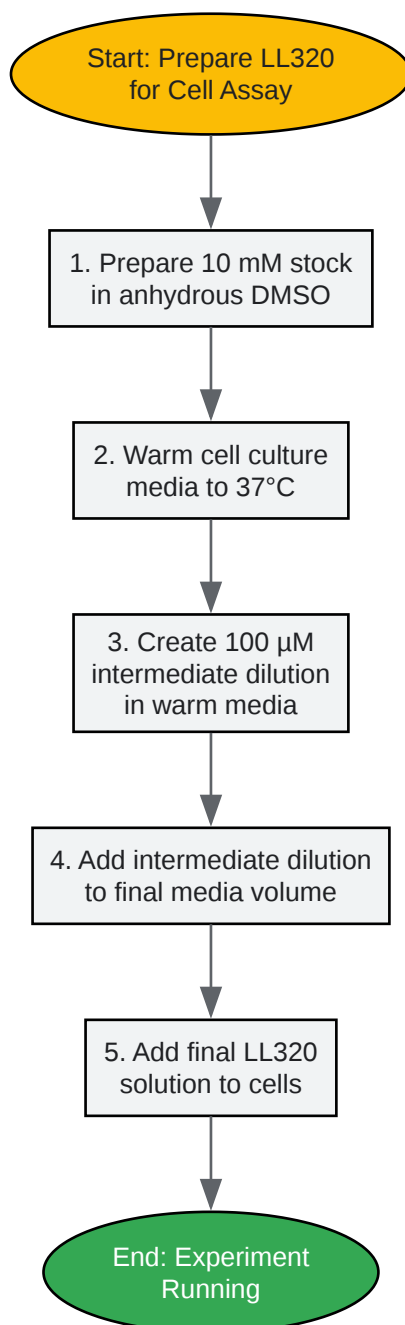 Start: Prepare LL320
for Cell Assay
1. Prepare 10 mM stock
in anhydrous DMSO
2. Warm cell culture
media to 37°C
3. Create 100 µM
intermediate dilution
in warm media
4. Add intermediate dilution
to final media volume
5. Add final LL320
solution to cells
End: Experiment
Running